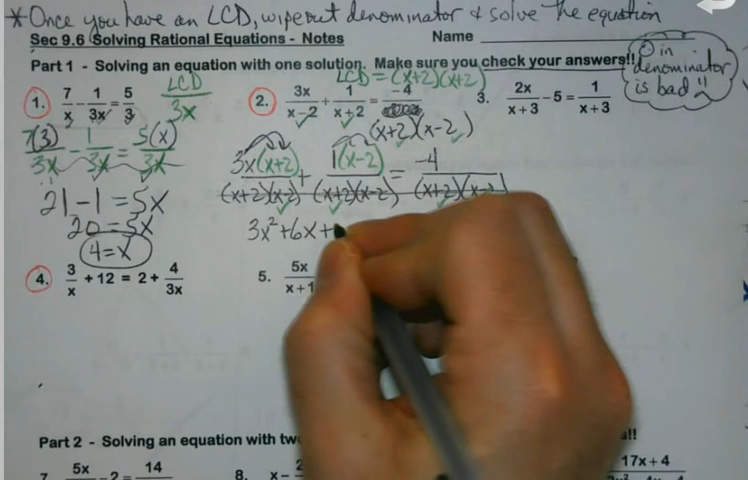 * Once you have an LCD, wipe out denominator & solve the equation
Sec 9.6 Solving Rational Equations - Notes Name
Part 1 - Solving an equation with one solution. Make sure you check your answers!!
0 in denominator is bad!!
1. 7/x - 1/3x = 5/3 LCD 3x
7(3)/3x - 1/3x = 5(x)/3x
21 - 1 = 5x
20 = 5x
4 = x
2. 3x/(x-2) + 1/(x+2) = -4/(x+2)(x-2)
LCD = (x+2)(x+2)
3x(x+2)/(x+2)(x-2) + 1(x-2)/(x+2)(x-2) = -4/(x+2)(x-2)
3x² + 6x +
3. 2x/(x+3) - 5 = 1/(x+3)
4. 3/x + 12 = 2 + 4/3x
5. 5x/x+1
Part 2 - Solving an equation with tw
!!
7. 5x - 2 = 14
8. x - 2
17x + 4